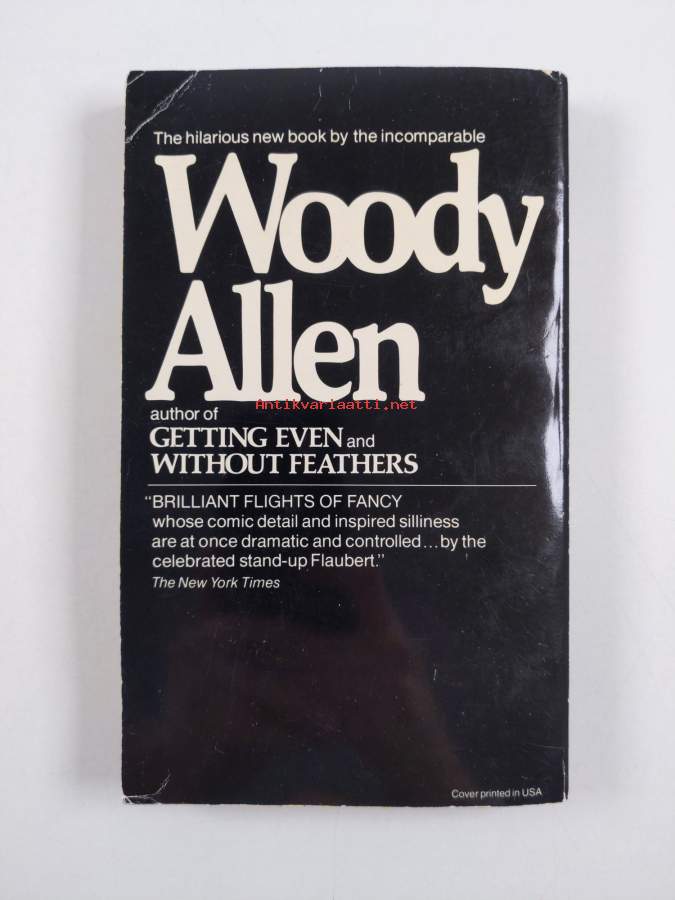 The hilarious new book by the incomparable
Woody
Allen
Antikvariaatti.net
author of
GETTING EVEN and
WITHOUT FEATHERS
"BRILLIANT FLIGHTS OF FANCY
whose comic detail and inspired silliness
are at once dramatic and controlled...by the
celebrated stand-up Flaubert."
The New York Times
Cover printed in USA